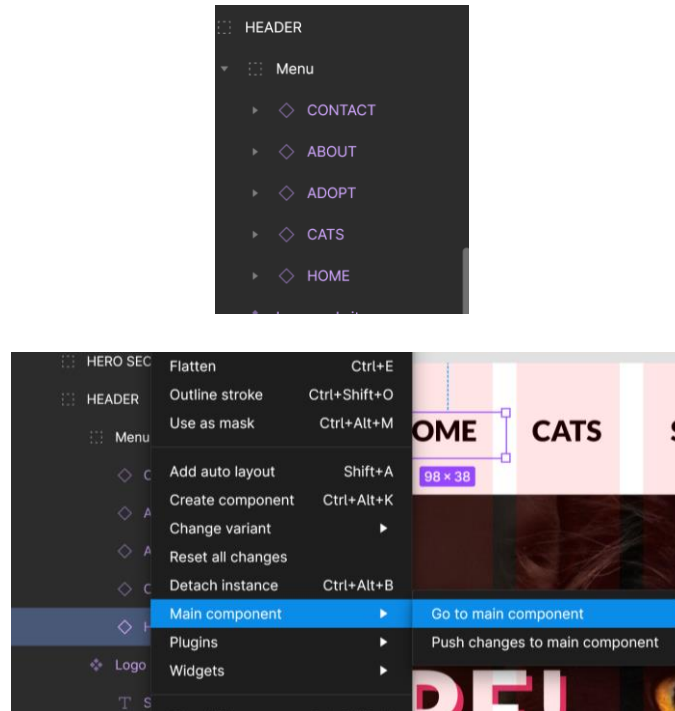 HEADER
Menu
CONTACT
ABOUT
ADOPT
CATS
HOME
HERO SEC
HEADER
Menu
C
A
A
C
H
Logo
S
Flatten Ctrl+E
Outline stroke Ctrl+Shift+O
Use as mask Ctrl+Alt+M
Add auto layout Shift+A
Create component Ctrl+Alt+K
Change variant
Reset all changes
Detach instance Ctrl+Alt+B
Main component
Plugins
Widgets
Go to main component
Push changes to main component
OME CATS
98 × 38